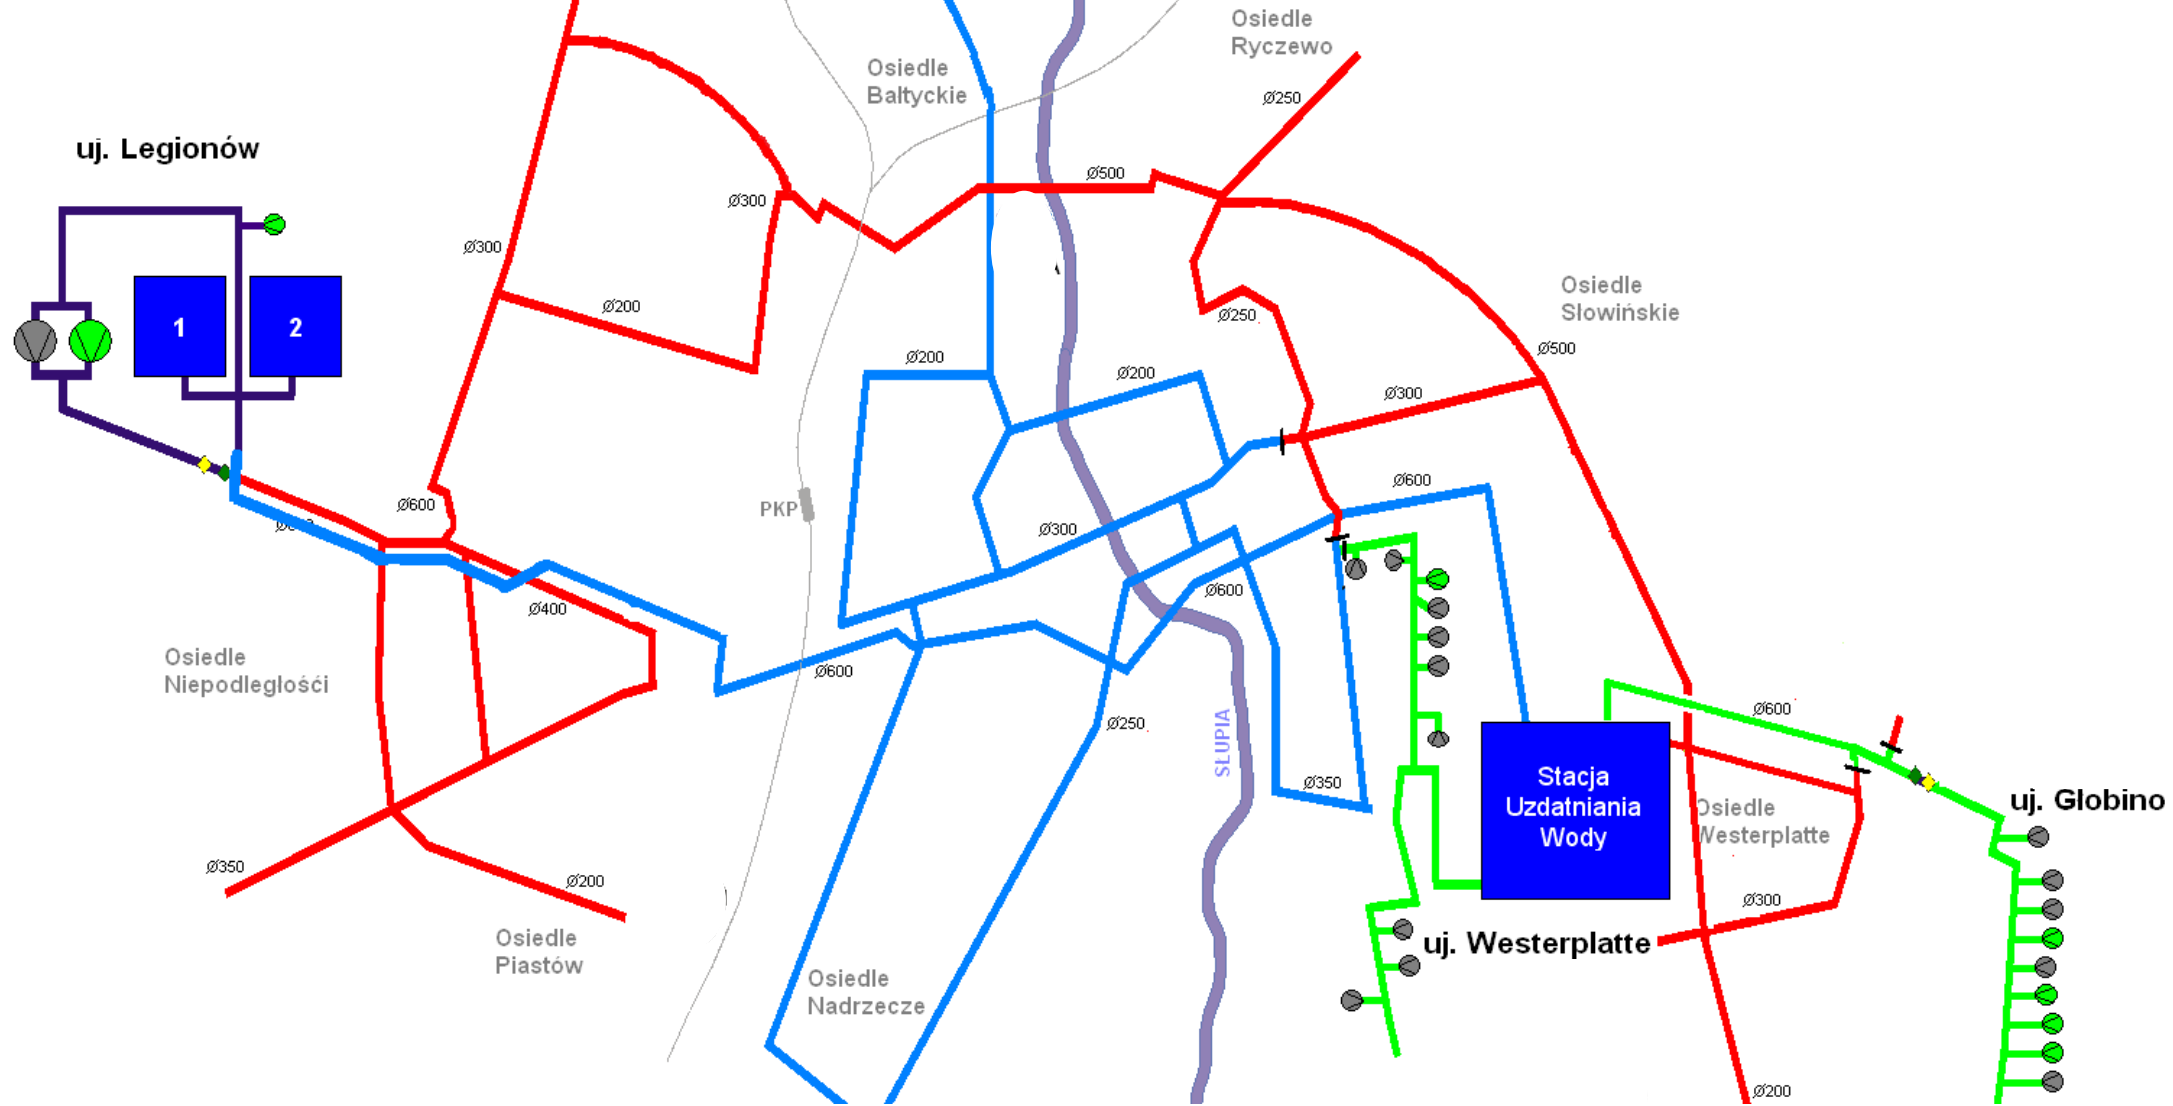 Osiedle
Ryczewo
Osiedle
Bałtyckie
Ø250
uj. Legionów
Ø500
Ø300
Ø300
Osiedle
Slowińskie
Ø200
Ø250
1
2
Ø500
Ø200
Ø200
Ø300
Ø600
Ø600
PKP
Ø300
Ø400
Ø600
Osiedle
Niepodległośći
Ø600
Ø600
Ø250
SŁUPIA
Ø350
Stacja
Uzdatniania
Wody
uj. Globino
Osiedle
Westerplatte
Ø350
Ø200
Ø300
uj. Westerplatte
Osiedle
Piastów
Osiedle
Nadrzecze
Ø200